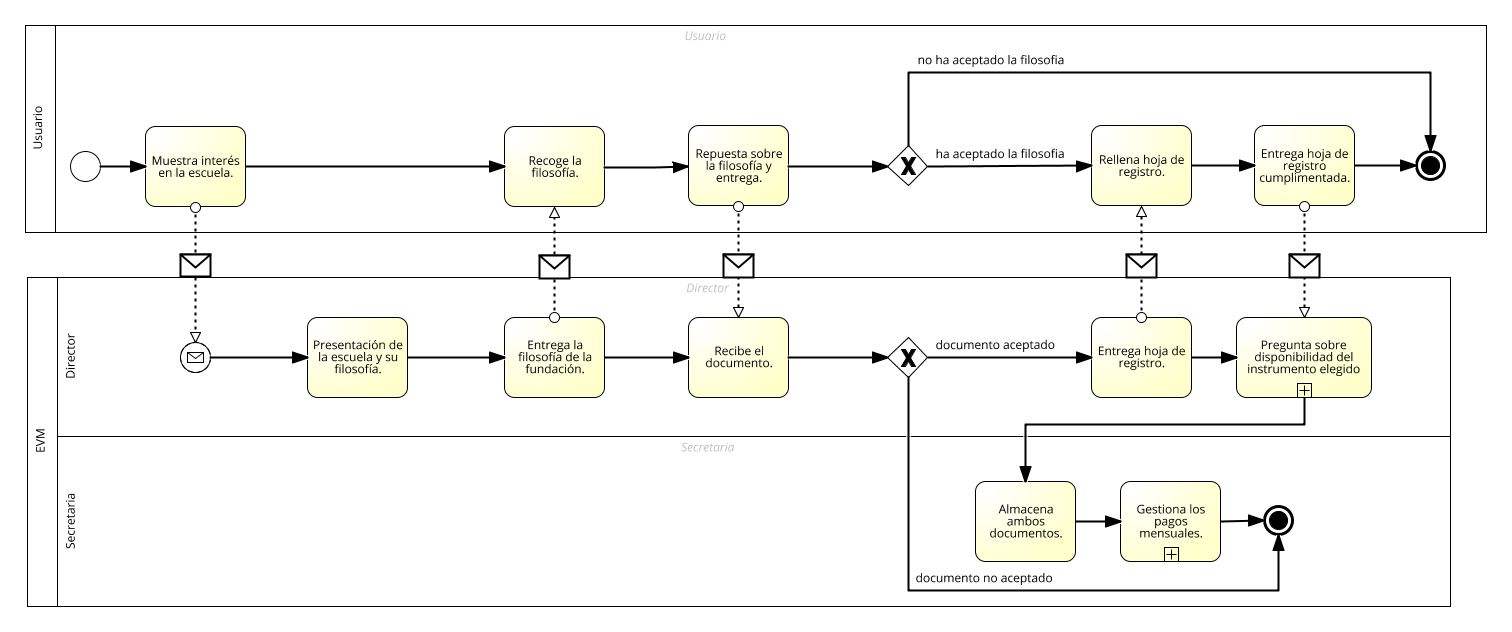 Usuario
Usuario
no ha aceptado la filosofia
Muestra interés
en la escuela.
Recoge la
filosofía.
Repuesta sobre
la filosofía y
entrega.
ha aceptado la filosofia
Rellena hoja de
registro.
Entrega hoja de
registro
cumplimentada.
EVM
Director
Director
Presentación de
la escuela y su
filosofía.
Entrega la
filosofía de la
fundación.
Recibe el
documento.
documento aceptado
Entrega hoja de
registro.
Pregunta sobre
disponibilidad del
instrumento elegido
Secretaria
Secretaria
Almacena
ambos
documentos.
Gestiona los
pagos
mensuales.
documento no aceptado